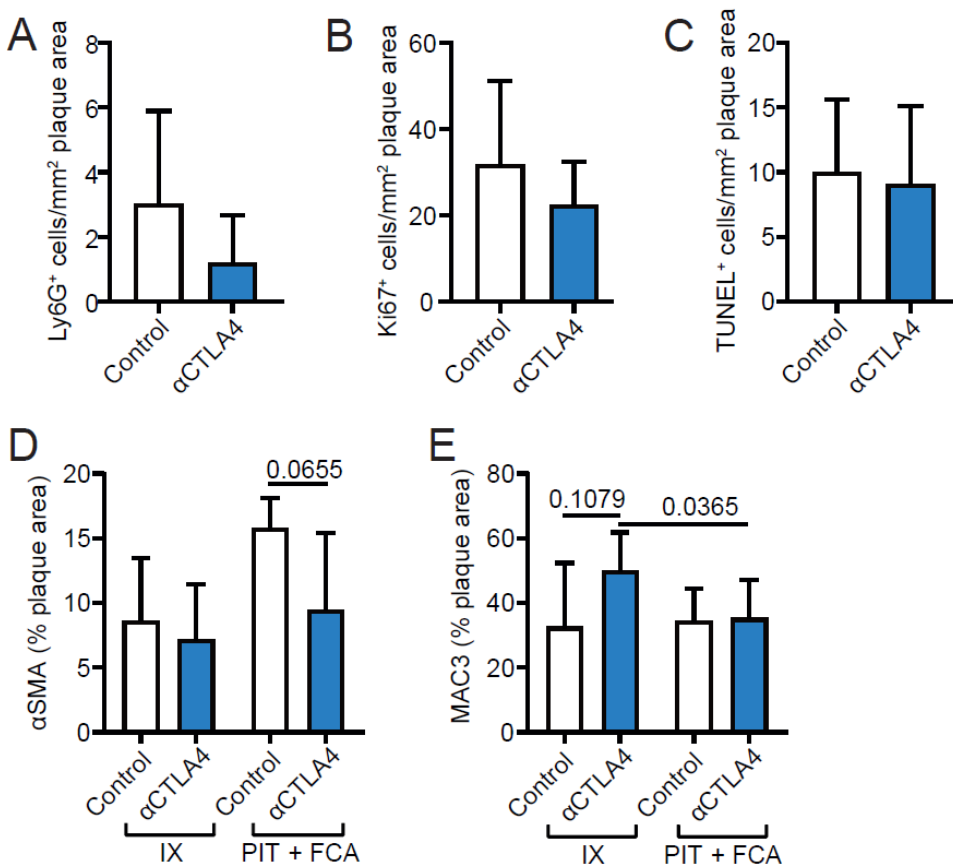 A
Ly6G⁺ cells/mm² plaque area
8
6
4
2
0
Control
αCTLA4
B
Ki67⁺ cells/mm² plaque area
60
40
20
0
Control
αCTLA4
C
TUNEL⁺ cells/mm² plaque area
20
15
10
5
0
Control
αCTLA4
D
αSMA (% plaque area)
20
15
10
5
0
0.0655
Control
αCTLA4
Control
αCTLA4
IX
PIT + FCA
E
MAC3 (% plaque area)
80
60
40
20
0
0.1079
0.0365
Control
αCTLA4
Control
αCTLA4
IX
PIT + FCA